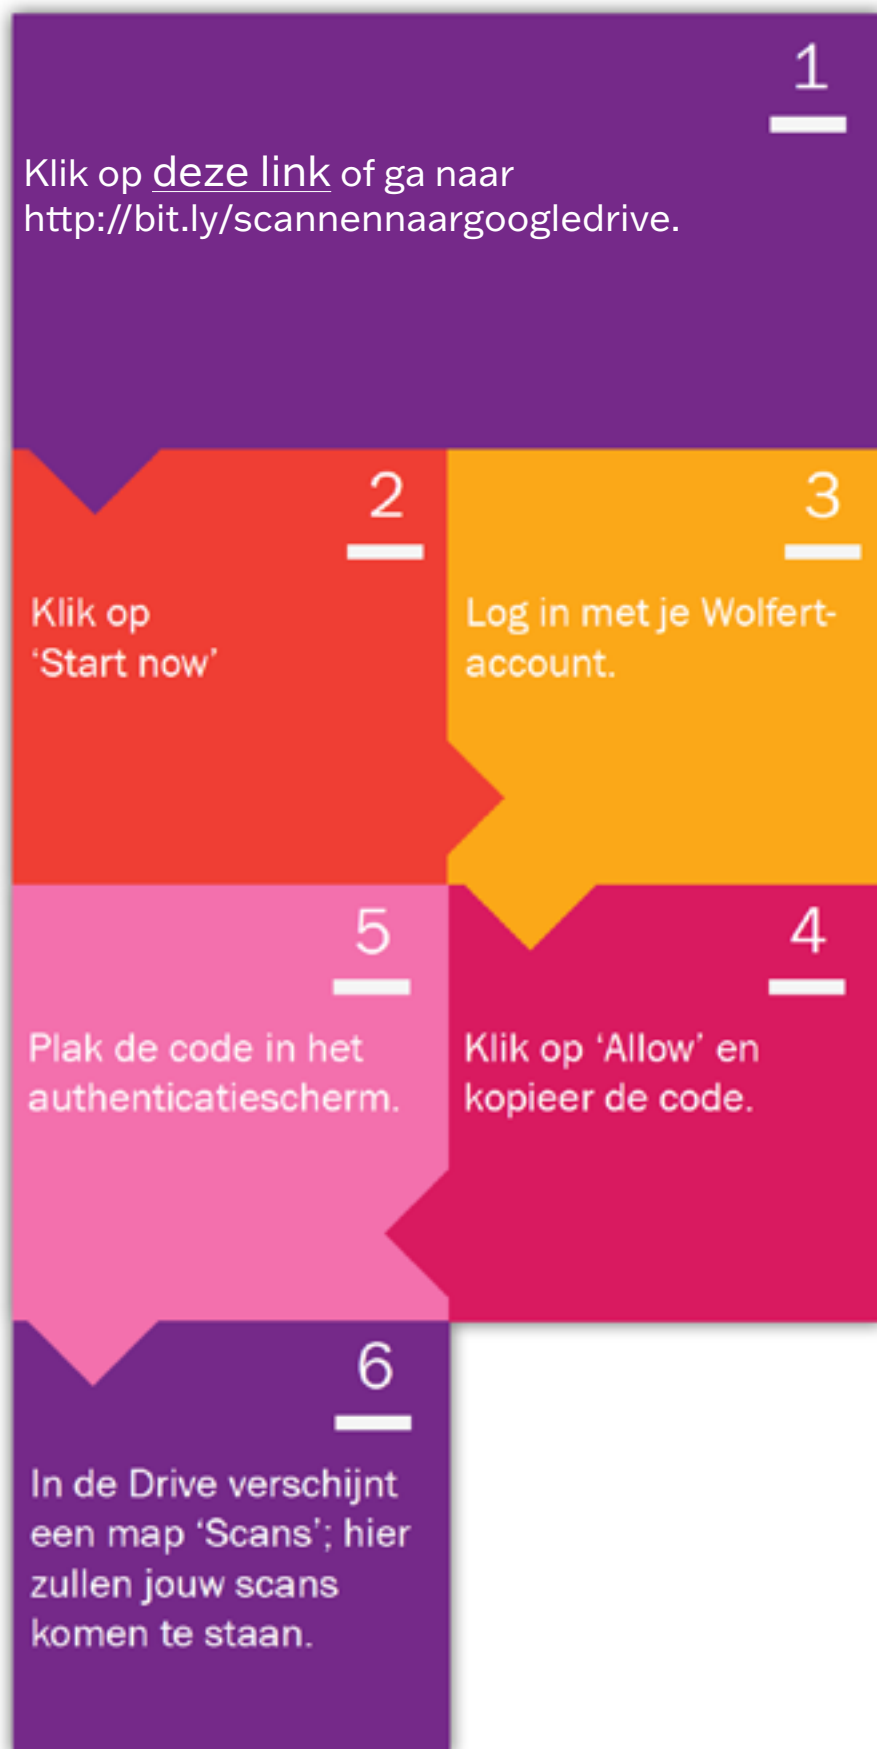 1
Klik op deze link of ga naar
http://bit.ly/scannennaargoogledrive.
2
Klik op
‘Start now’
3
Log in met je Wolfert-
account.
4
Klik op ‘Allow’ en
kopieer de code.
5
Plak de code in het
authenticatiescherm.
6
In de Drive verschijnt
een map ‘Scans’; hier
zullen jouw scans
komen te staan.